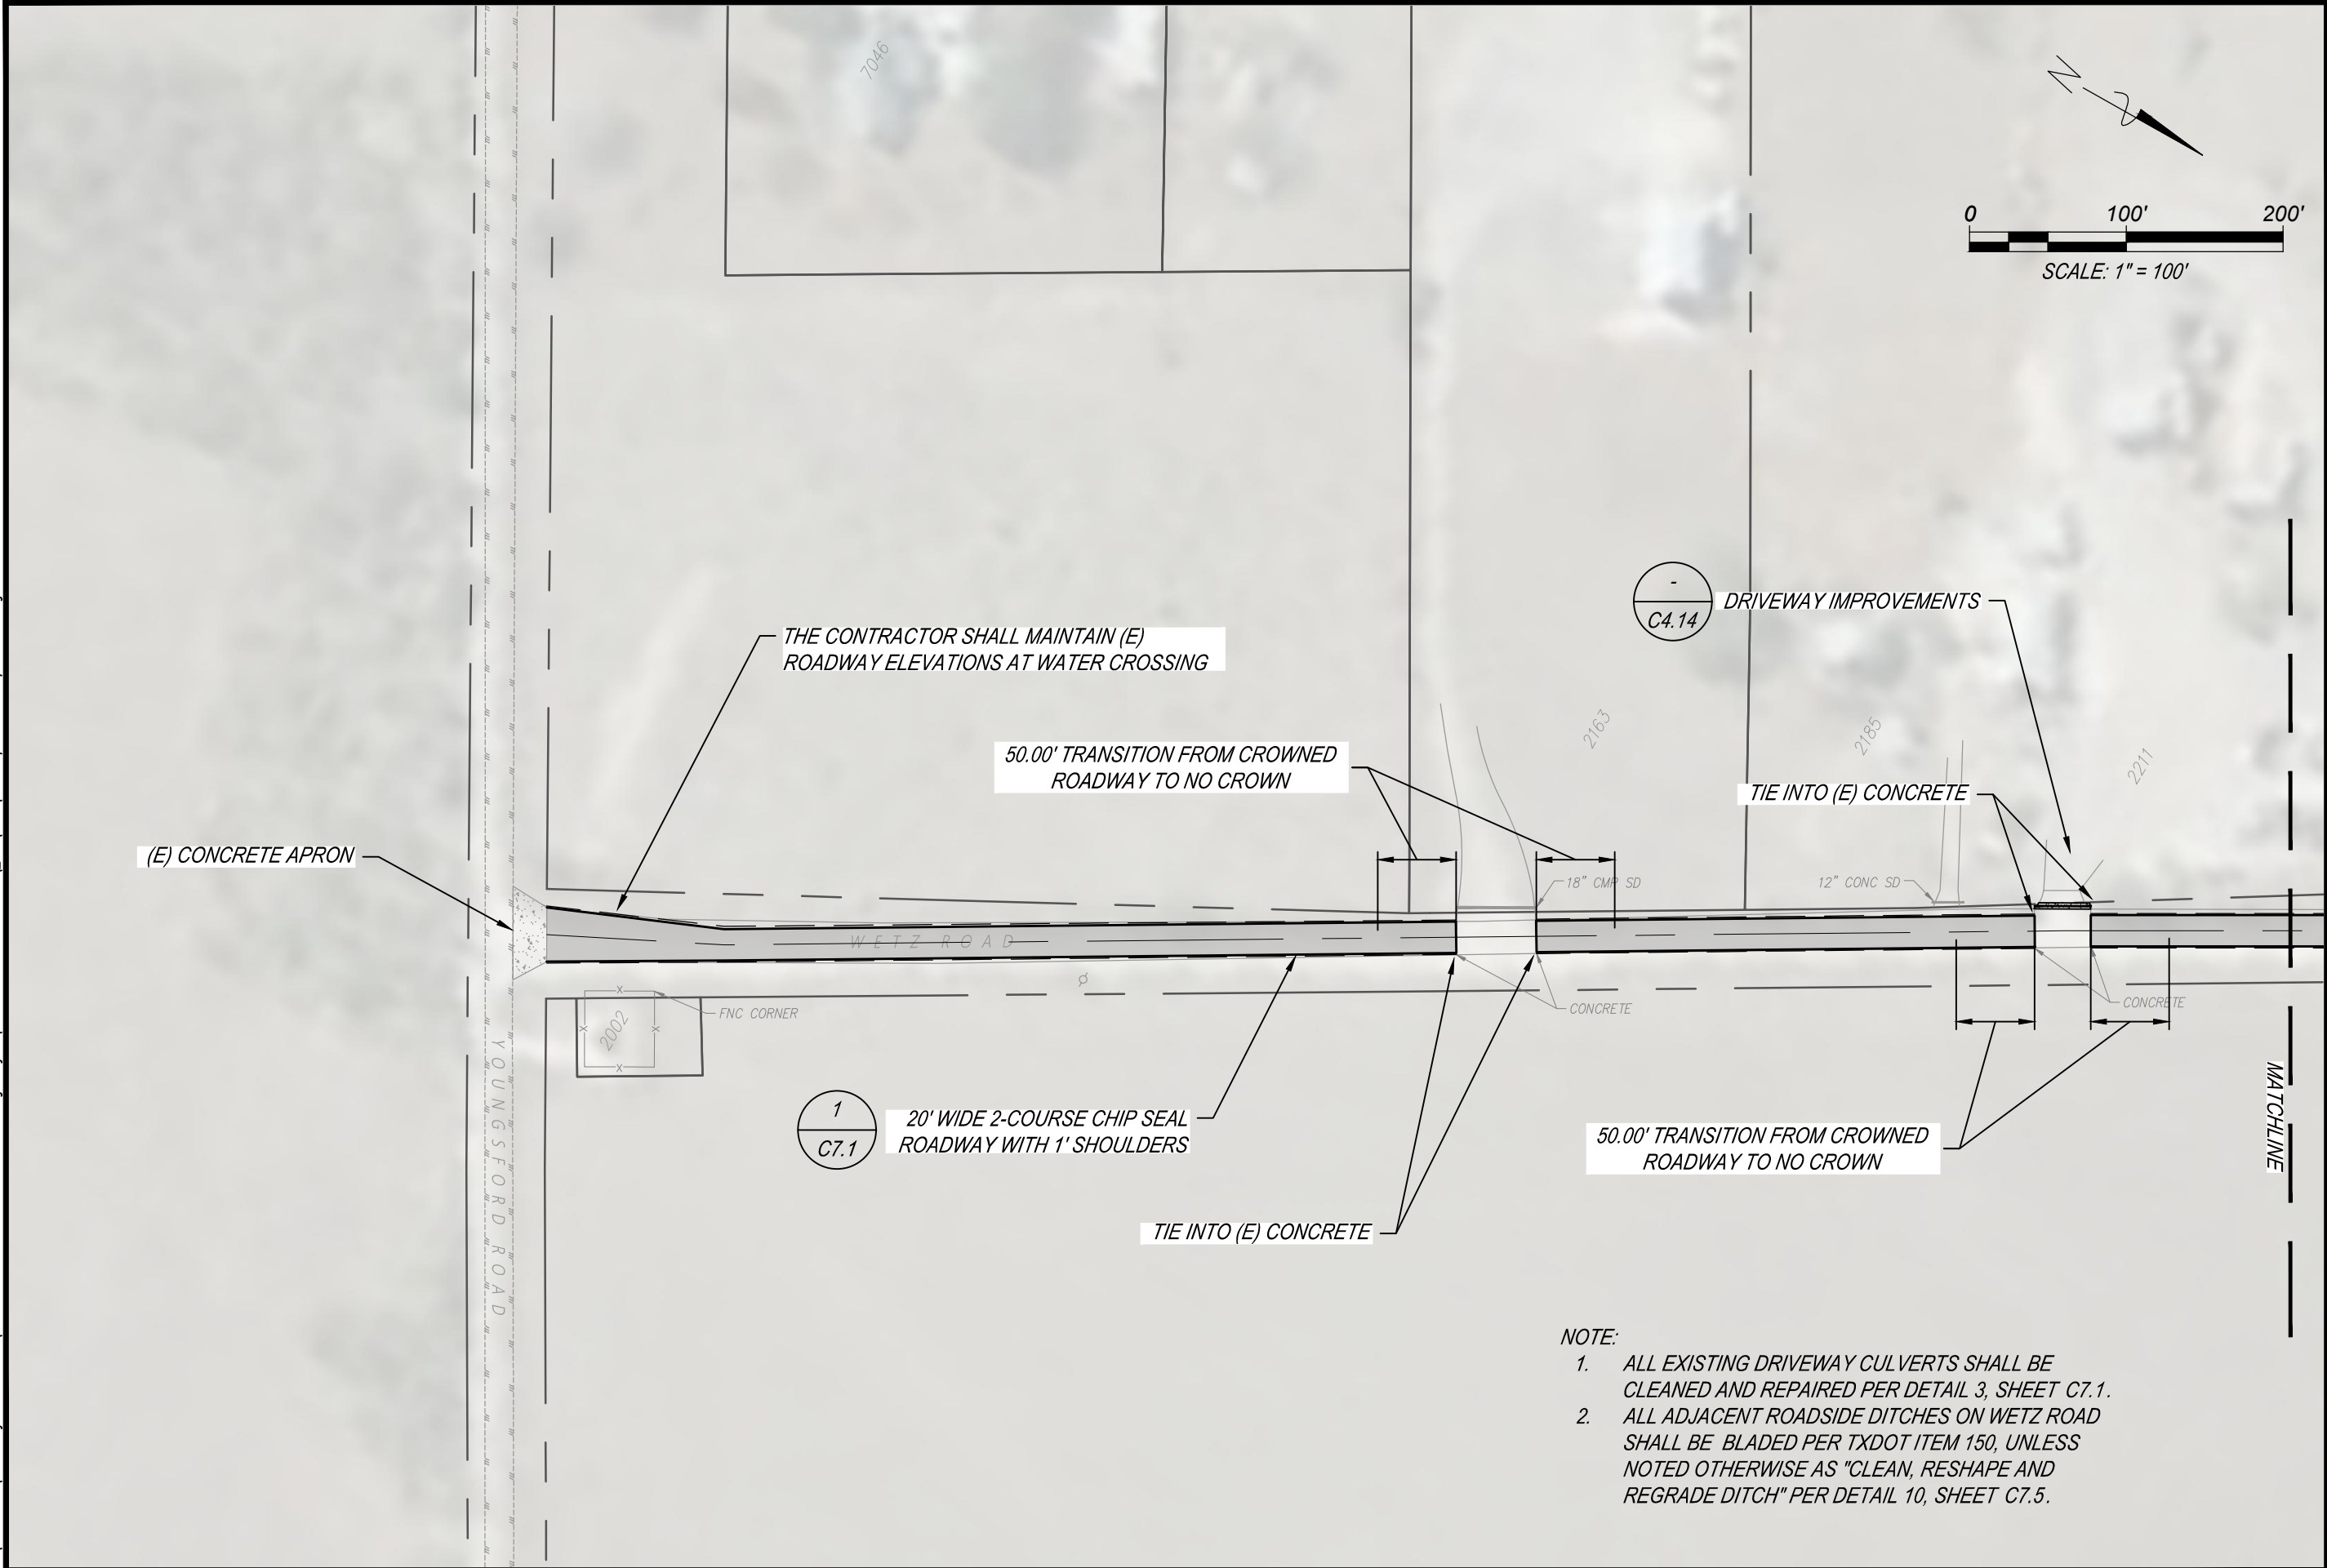 7046
N
0 100' 200'
SCALE: 1" = 100'
-
C4.14
DRIVEWAY IMPROVEMENTS
THE CONTRACTOR SHALL MAINTAIN (E)
ROADWAY ELEVATIONS AT WATER CROSSING
2163
2185
2211
50.00' TRANSITION FROM CROWNED
ROADWAY TO NO CROWN
TIE INTO (E) CONCRETE
(E) CONCRETE APRON
18" CMP SD
12" CONC SD
WETZ ROAD
FNC CORNER
CONCRETE
CONCRETE
2002
X
X
X
X
YOUNGSFORD ROAD
1
C7.1
20' WIDE 2-COURSE CHIP SEAL
ROADWAY WITH 1' SHOULDERS
50.00' TRANSITION FROM CROWNED
ROADWAY TO NO CROWN
MATCHLINE
TIE INTO (E) CONCRETE
NOTE:
1. ALL EXISTING DRIVEWAY CULVERTS SHALL BE
CLEANED AND REPAIRED PER DETAIL 3, SHEET C7.1.
2. ALL ADJACENT ROADSIDE DITCHES ON WETZ ROAD
SHALL BE BLADED PER TXDOT ITEM 150, UNLESS
NOTED OTHERWISE AS "CLEAN, RESHAPE AND
REGRADE DITCH" PER DETAIL 10, SHEET C7.5.